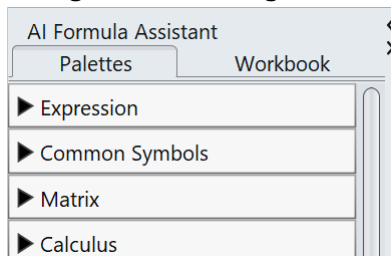 AI Formula Assistant
Palettes Workbook
Expression
Common Symbols
Matrix
Calculus